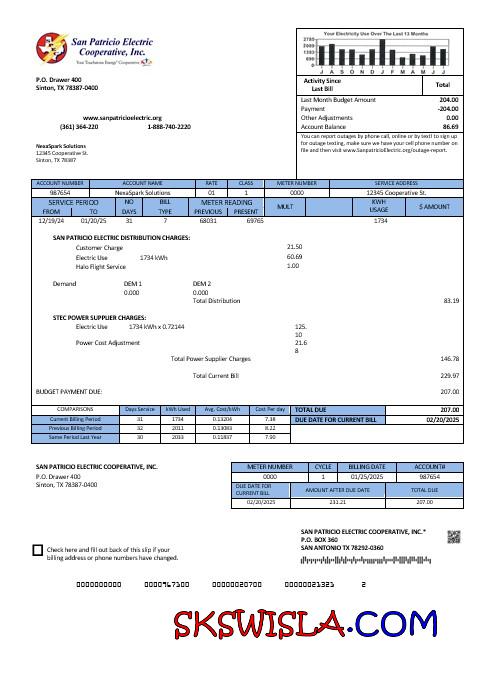 San Patricio Electric
Cooperative, Inc.
Your Touchstone Energy® Cooperative
P.O. Drawer 400
Sinton, TX 78387-0400
www.sanpatricioelectric.org
(361) 364-220 1-888-740-2220
NexaSpark Solutions
12345 Cooperative St.
Sinton, TX 78387
Your Electricity Use Over The Last 13 Months
2750
0
J A S O N D J F M A M J J
Activity Since
Last Bill
Total
Last Month Budget Amount 204.00
Payment -204.00
Other Adjustments 0.00
Account Balance 86.69
You can report outages by phone call, online or by text! to sign up
for outage texting, make sure we have your cell phone number on
file and then visit www.SanpatricioElectric.org/outage-report.
ACCOUNT NUMBER ACCOUNT NAME RATE CLASS METER NUMBER SERVICE ADDRESS
987654 NexaSpark Solutions 01 1 0000 12345 Cooperative St.
SERVICE PERIOD NO BILL METER READING MULT KWH $ AMOUNT
FROM TO DAYS TYPE PREVIOUS PRESENT USAGE
12/19/24 01/20/25 31 7 68031 69765 1734
SAN PATRICIO ELECTRIC DISTRIBUTION CHARGES:
Customer Charge 21.50
Electric Use 1734 kWh 60.69
Halo Flight Service 1.00
Demand DEM 1 DEM 2
0.000 0.000
Total Distribution 83.19
STEC POWER SUPPLIER CHARGES:
Electric Use 1734 kWh x 0.72144 125.
10
Power Cost Adjustment 21.6
8
Total Power Supplier Charges 146.78
Total Current Bill 229.97
BUDGET PAYMENT DUE: 207.00
COMPARISONS Days Service kWh Used Avg. Cost/kWh Cost Per day TOTAL DUE 207.00
Current Billing Period 31 1734 0.13204 7.38 DUE DATE FOR CURRENT BILL 02/20/2025
Previous Billing Period 32 2011 0.13083 8.22
Same Period Last Year 30 2033 0.11837 7.90
SAN PATRICIO ELECTRIC COOPERATIVE, INC.
P.O. Drawer 400
Sinton, TX 78387-0400
METER NUMBER CYCLE BILLING DATE ACCOUNT#
0000 1 01/25/2025 987654
DUE DATE FOR
CURRENT BILL AMOUNT AFTER DUE DATE TOTAL DUE
02/20/2025 231.21 207.00
SAN PATRICIO ELECTRIC COOPERATIVE, INC.*
P.O. BOX 360
SAN ANTONIO TX 78292-0360
Check here and fill out back of this slip if your
billing address or phone numbers have changed.
0000000000 0000967100 00000020700 00000021321 2
SKSWISLA.COM